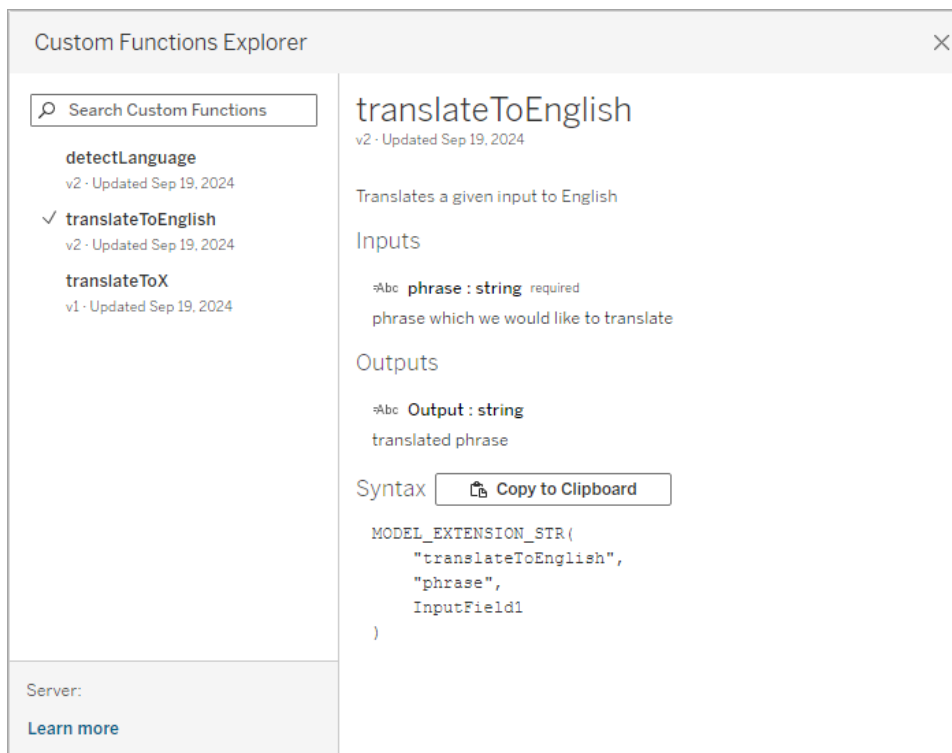 Custom Functions Explorer
Search Custom Functions
detectLanguage
v2 · Updated Sep 19, 2024
translateToEnglish
v2 · Updated Sep 19, 2024
translateToX
v1 · Updated Sep 19, 2024
Server:
Learn more
translateToEnglish
v2 · Updated Sep 19, 2024
Translates a given input to English
Inputs
=Abc phrase : string required
phrase which we would like to translate
Outputs
=Abc Output : string
translated phrase
Syntax Copy to Clipboard
MODEL_EXTENSION_STR(
    "translateToEnglish",
    "phrase",
    InputField1
)